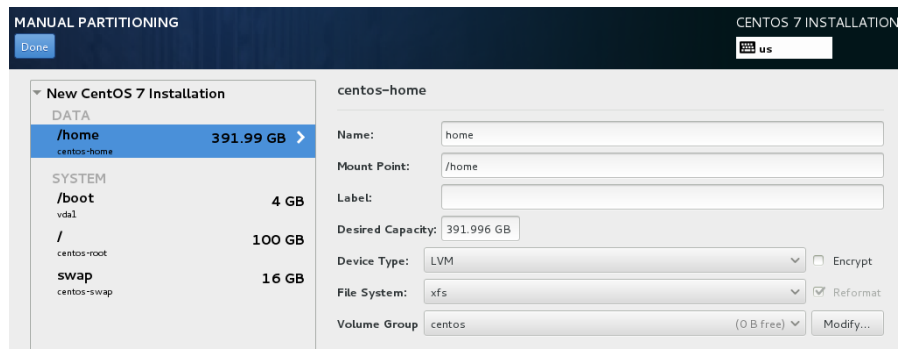 MANUAL PARTITIONING
CENTOS 7 INSTALLATION
Done
us
New CentOS 7 Installation
DATA
/home 391.99 GB
centos-home
SYSTEM
/boot 4 GB
vda1
/ 100 GB
centos-root
swap 16 GB
centos-swap
centos-home
Name: home
Mount Point: /home
Label:
Desired Capacity: 391.996 GB
Device Type: LVM Encrypt
File System: xfs Reformat
Volume Group centos (0 B free) Modify...